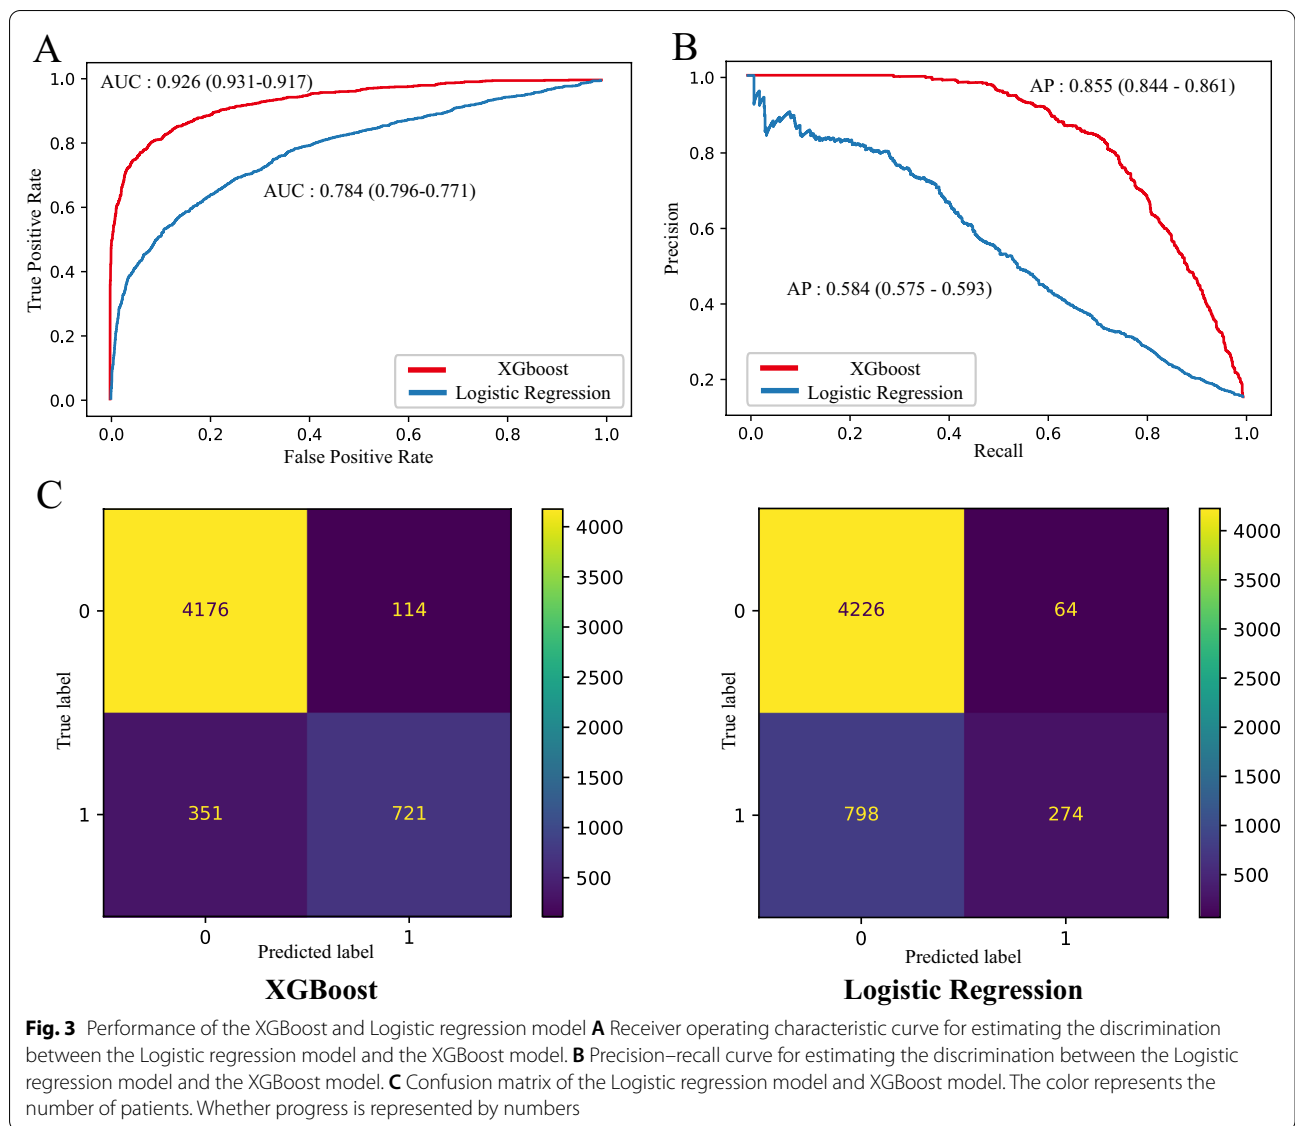 A
AUC : 0.926 (0.931-0.917)
AUC : 0.784 (0.796-0.771)
True Positive Rate
1.0
0.8
0.6
0.4
0.2
0.0
XGboost
Logistic Regression
0.0 0.2 0.4 0.6 0.8 1.0
False Positive Rate
B
AP : 0.855 (0.844 - 0.861)
AP : 0.584 (0.575 - 0.593)
Precision
1.0
0.8
0.6
0.4
0.2
XGboost
Logistic Regression
0.0 0.2 0.4 0.6 0.8 1.0
Recall
C
True label
0
4176 114
1
351 721
0 1
Predicted label
4000
3500
3000
2500
2000
1500
1000
500
XGBoost
True label
0
4226 64
1
798 274
0 1
Predicted label
4000
3500
3000
2500
2000
1500
1000
500
Logistic Regression
Fig. 3 Performance of the XGBoost and Logistic regression model A Receiver operating characteristic curve for estimating the discrimination
between the Logistic regression model and the XGBoost model. B Precision–recall curve for estimating the discrimination between the Logistic
regression model and the XGBoost model. C Confusion matrix of the Logistic regression model and XGBoost model. The color represents the
number of patients. Whether progress is represented by numbers